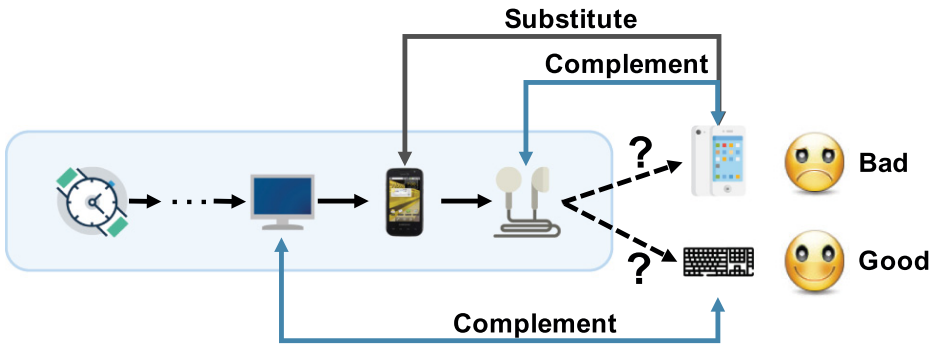 Substitute
Complement
?
Bad
?
Good
Complement